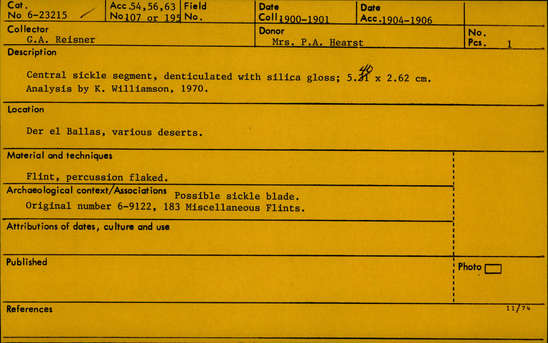 Cat. No 6-23215 Acc. 54,56,63 No 107 or 195 Field No. Date Coll 1900-1901 Date Acc. 1904-1906
Collector G.A. Reisner Donor Mrs. P.A. Hearst No. Pcs. 1
Description
Central sickle segment, denticulated with silica gloss; 5.40 x 2.62 cm.
Analysis by K. Williamson, 1970.
Location
Der el Ballas, various deserts.
Material and techniques
Flint, percussion flaked.
Archaeological context/Associations Possible sickle blade.
Original number 6-9122, 183 Miscellaneous Flints.
Attributions of dates, culture and use
Published
Photo
References 11/74